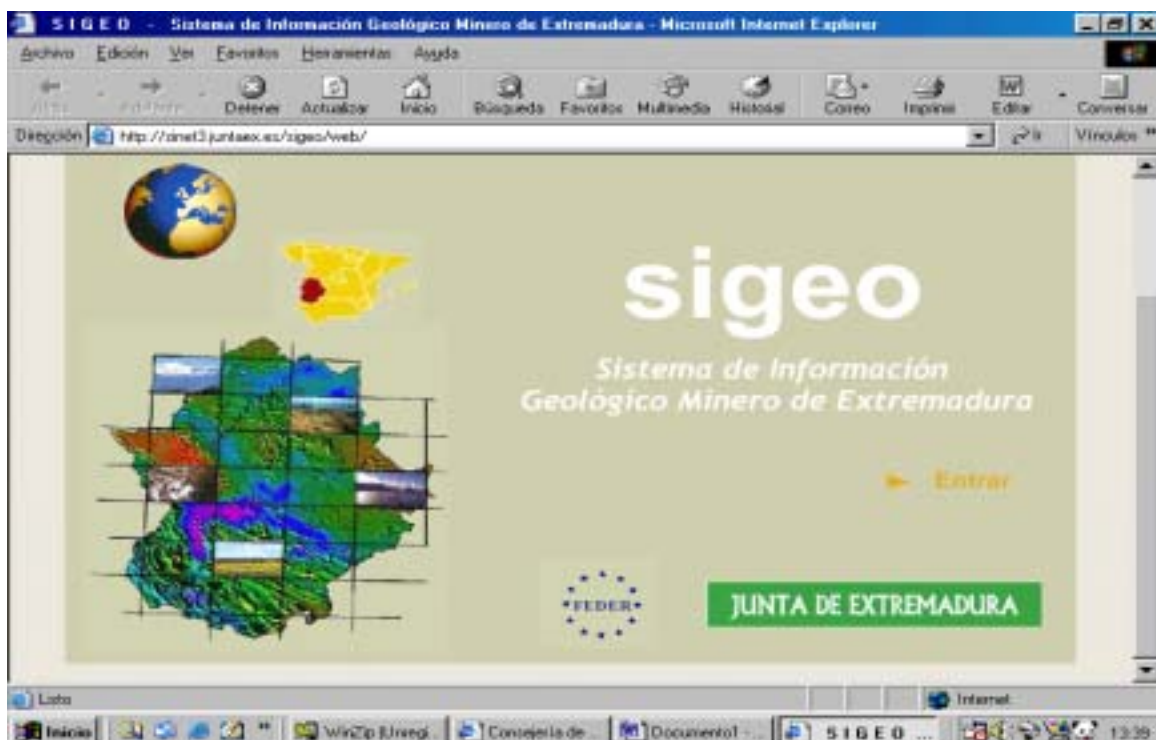 S I G E O - Sistema de Información Geológico Minero de Extremadura - Microsoft Internet Explorer
Archivo Edición Ver Favoritos Herramientas Ayuda
Atrás Adelante Detener Actualizar Inicio Búsqueda Favoritos Multimedia Historial Correo Imprimir Editar Conversar
Dirección http://sinet3.juntaex.es/sigeo/web/ Ir Vínculos »
sigeo
Sistema de Información
Geológico Minero de Extremadura
Entrar
FEDER
JUNTA DE EXTREMADURA
Listo Internet
Inicio » WinZip (Unregi... Consejería de ... Documento1 - ... S I G E O ... 13:39